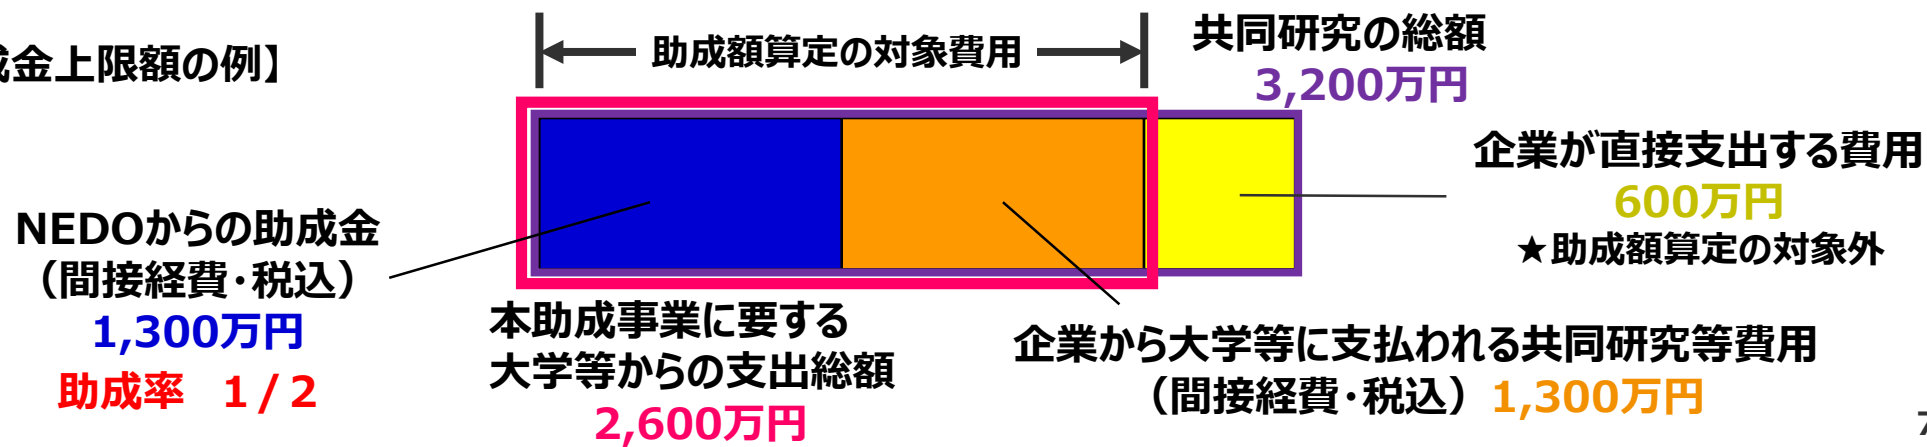 成金上限額の例】
助成額算定の対象費用
共同研究の総額
3,200万円
企業が直接支出する費用
600万円
★助成額算定の対象外
NEDOからの助成金
（間接経費・税込）
1,300万円
助成率 1/2
本助成事業に要する
大学等からの支出総額
2,600万円
企業から大学等に支払われる共同研究等費用
（間接経費・税込）1,300万円
7